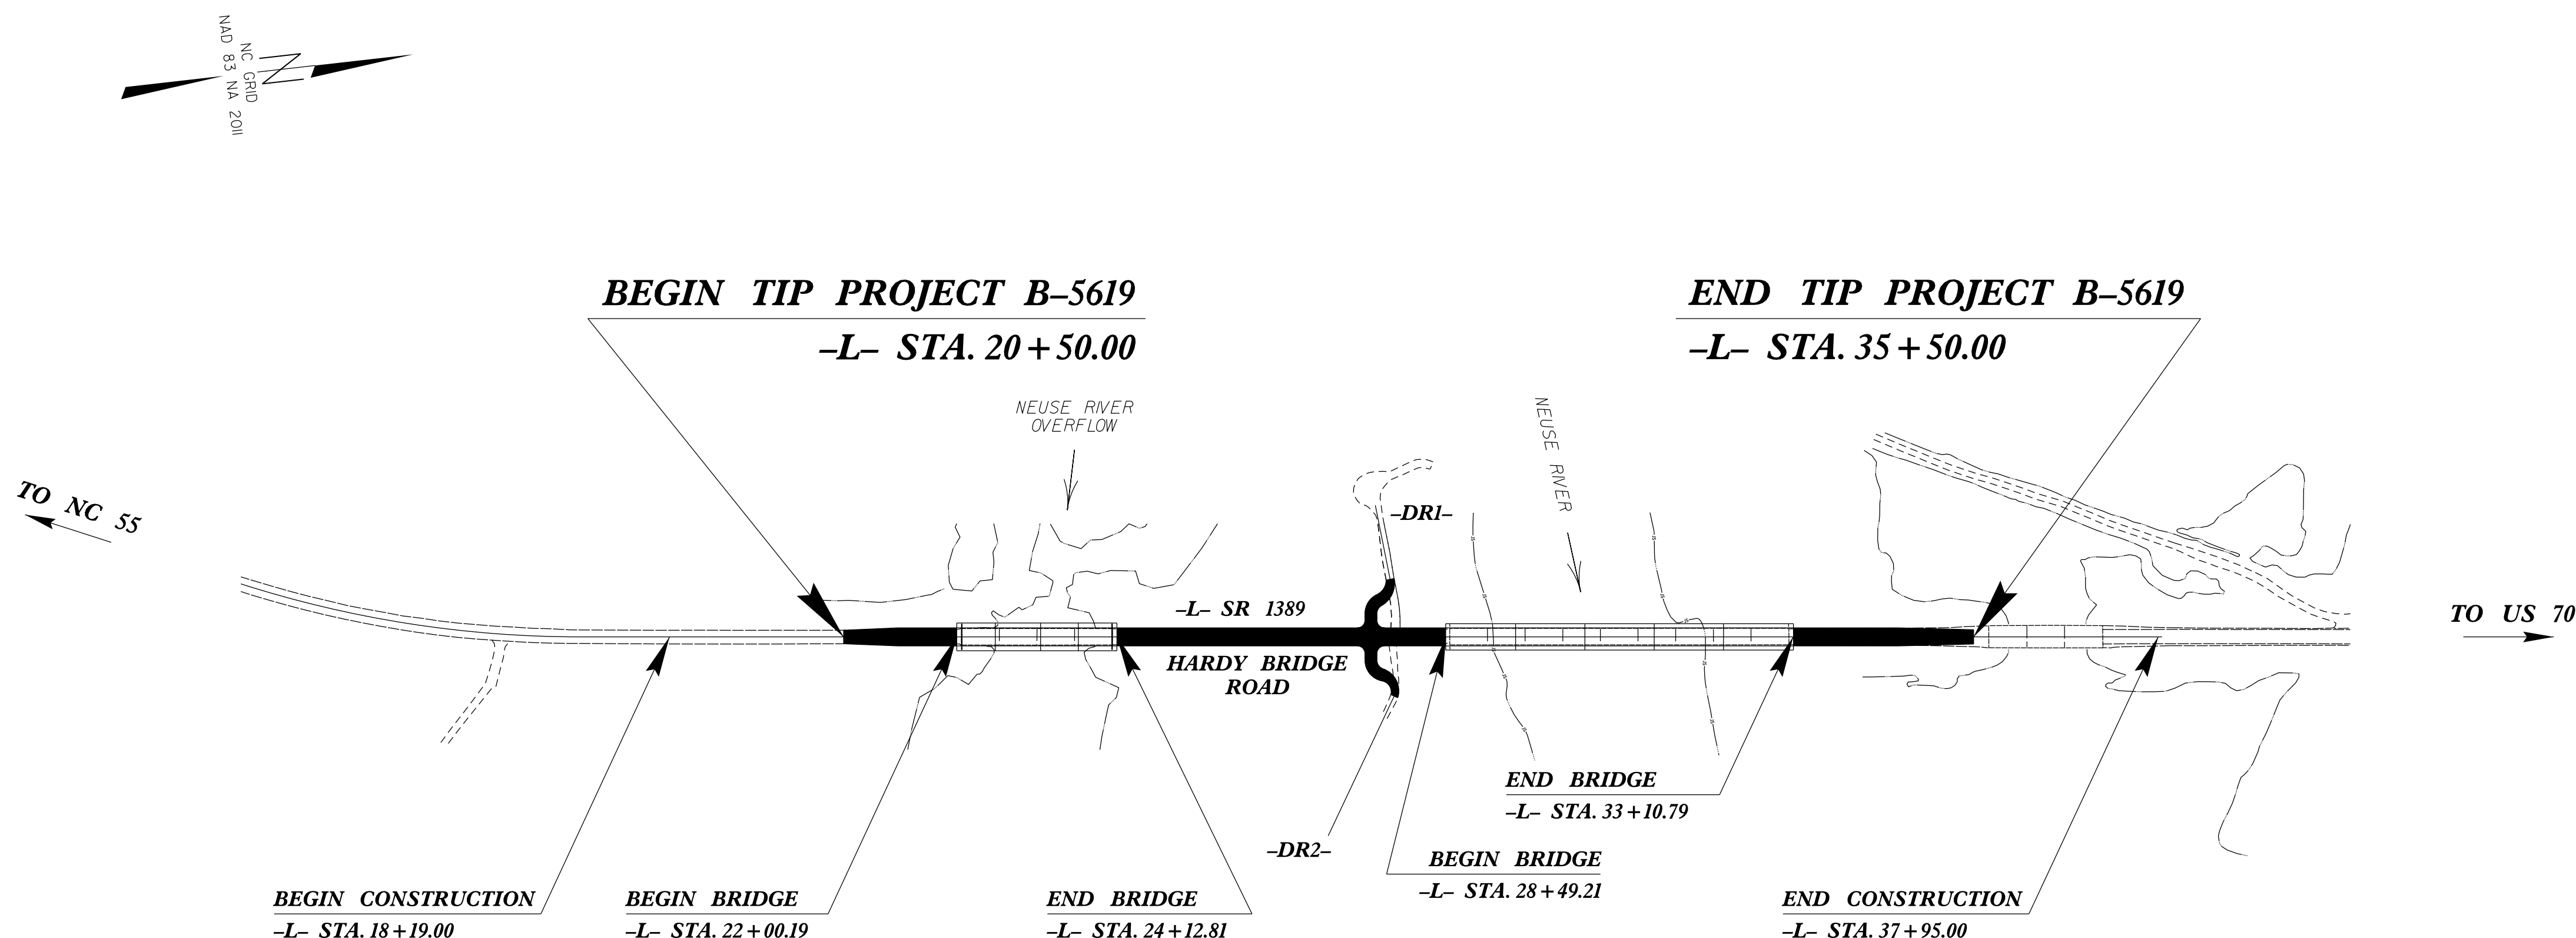 NC GRID
NAD 83 NA 2011
BEGIN TIP PROJECT B–5619
–L– STA. 20+50.00
END TIP PROJECT B–5619
–L– STA. 35+50.00
NEUSE RIVER
OVERFLOW
NEUSE RIVER
TO NC 55
–DR1–
–L– SR 1389
TO US 70
HARDY BRIDGE
ROAD
END BRIDGE
–L– STA. 33+10.79
–DR2–
BEGIN BRIDGE
–L– STA. 28+49.21
BEGIN CONSTRUCTION
–L– STA. 18+19.00
BEGIN BRIDGE
–L– STA. 22+00.19
END BRIDGE
–L– STA. 24+12.81
END CONSTRUCTION
–L– STA. 37+95.00